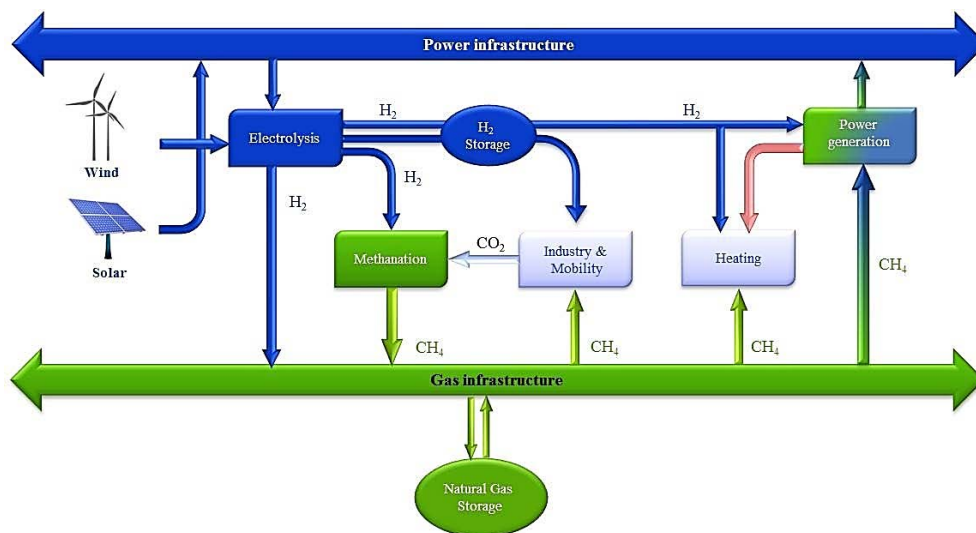 Power infrastructure
Wind
Solar
Electrolysis
H₂
H₂
Storage
H₂
Power
generation
H₂
H₂
Methanation
CO₂
Industry &
Mobility
Heating
CH₄
CH₄
CH₄
CH₄
Gas infrastructure
Natural Gas
Storage